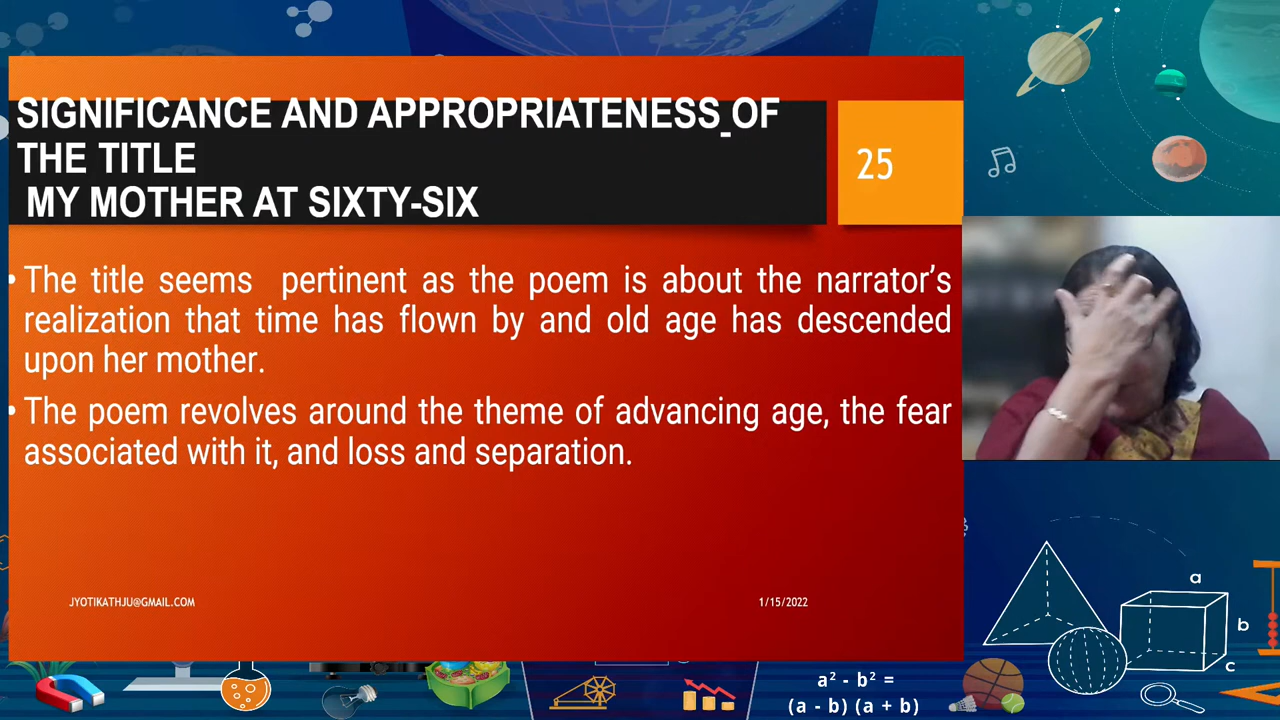 SIGNIFICANCE AND APPROPRIATENESS OF
THE TITLE
MY MOTHER AT SIXTY-SIX
25
• The title seems pertinent as the poem is about the narrator’s
realization that time has flown by and old age has descended
upon her mother.
• The poem revolves around the theme of advancing age, the fear
associated with it, and loss and separation.
JYOTIKATHJU@GMAIL.COM
1/15/2022
a
b
c
a² - b² =
(a - b) (a + b)